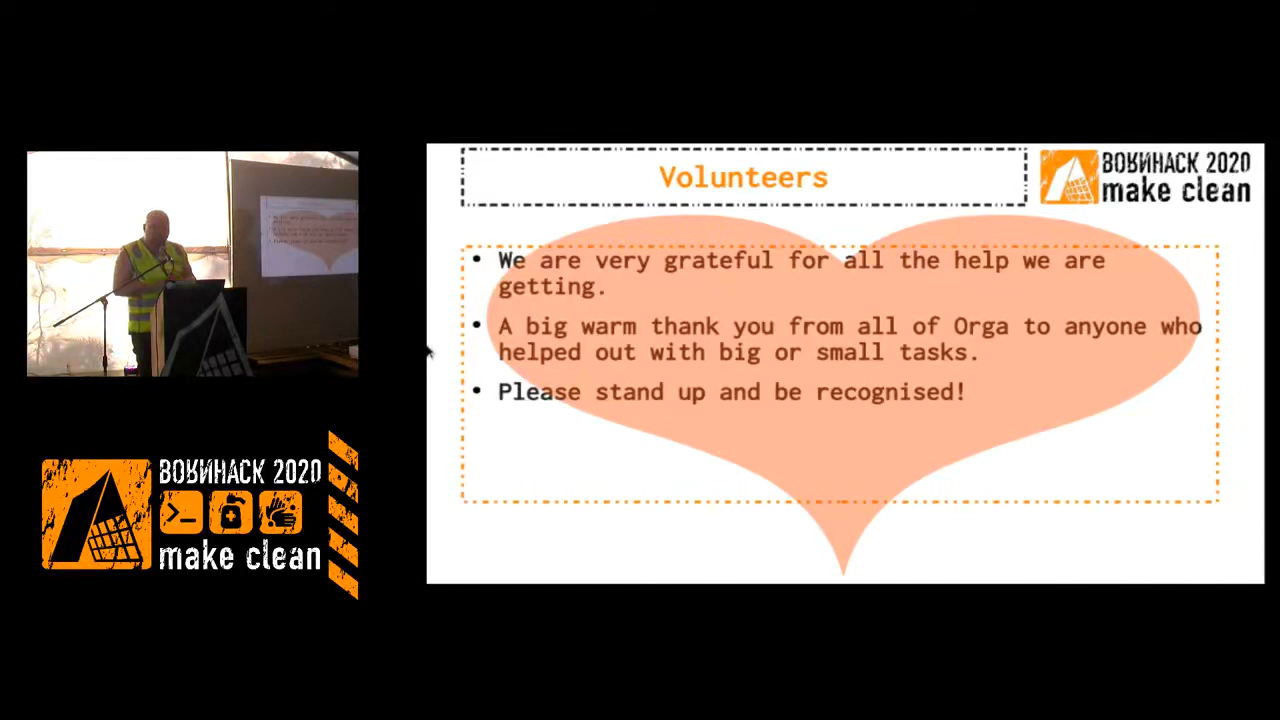 Volunteers
BORNHACK 2020
make clean
• We are very grateful for all the help we are
getting.
• A big warm thank you from all of Orga to anyone who
helped out with big or small tasks.
• Please stand up and be recognised!
BORNHACK 2020
>_
make clean